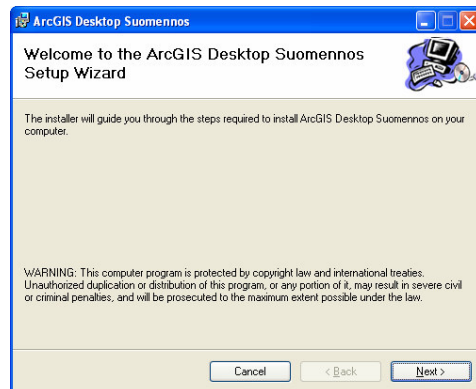 ArcGIS Desktop Suomennos
Welcome to the ArcGIS Desktop Suomennos
Setup Wizard
The installer will guide you through the steps required to install ArcGIS Desktop Suomennos on your
computer.
WARNING: This computer program is protected by copyright law and international treaties.
Unauthorized duplication or distribution of this program, or any portion of it, may result in severe civil
or criminal penalties, and will be prosecuted to the maximum extent possible under the law.
Cancel
< Back
Next >